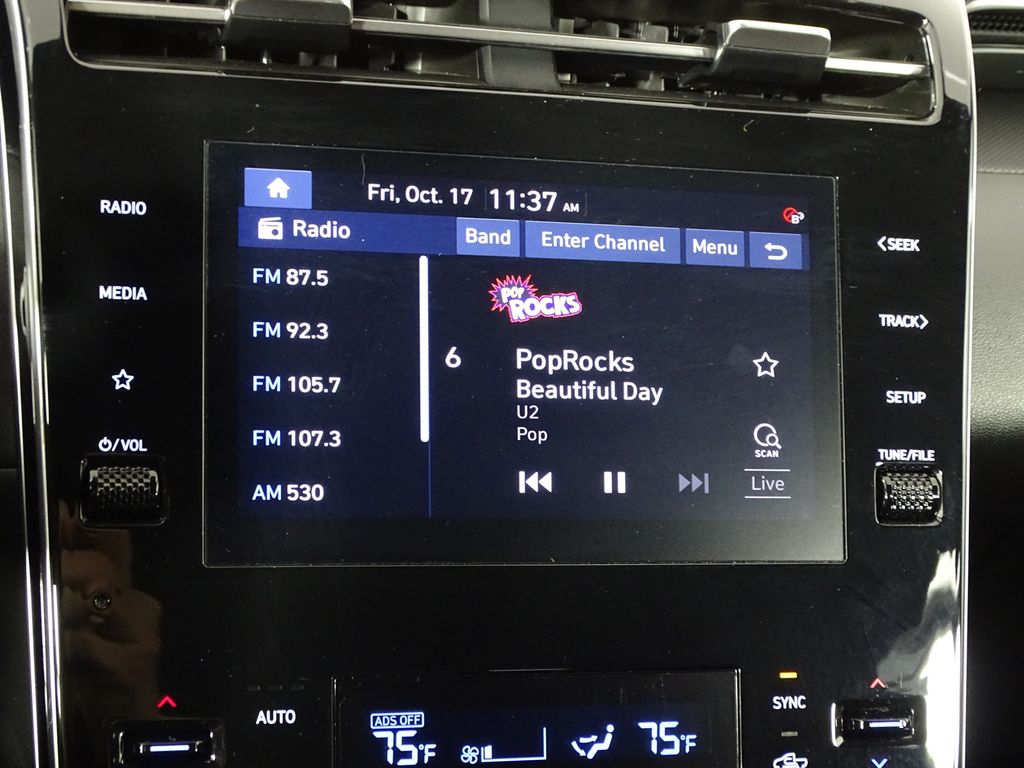 Fri, Oct. 17 11:37 AM
RADIO
MEDIA
⏻/VOL
Radio
Band
Enter Channel
Menu
FM 87.5
FM 92.3
FM 105.7
FM 107.3
AM 530
POP
ROCKS
6
PopRocks
Beautiful Day
U2
Pop
SCAN
Live
<SEEK
TRACK>
SETUP
TUNE/FILE
AUTO
ADS OFF
75°F
75°F
SYNC